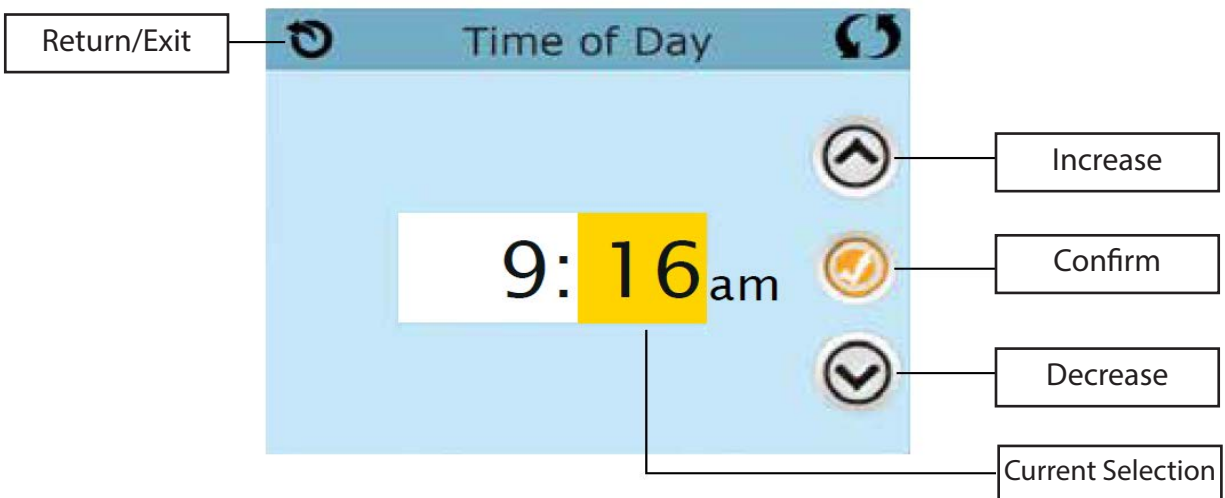 Return/Exit
Time of Day
Increase
9:16am
Confirm
Decrease
Current Selection